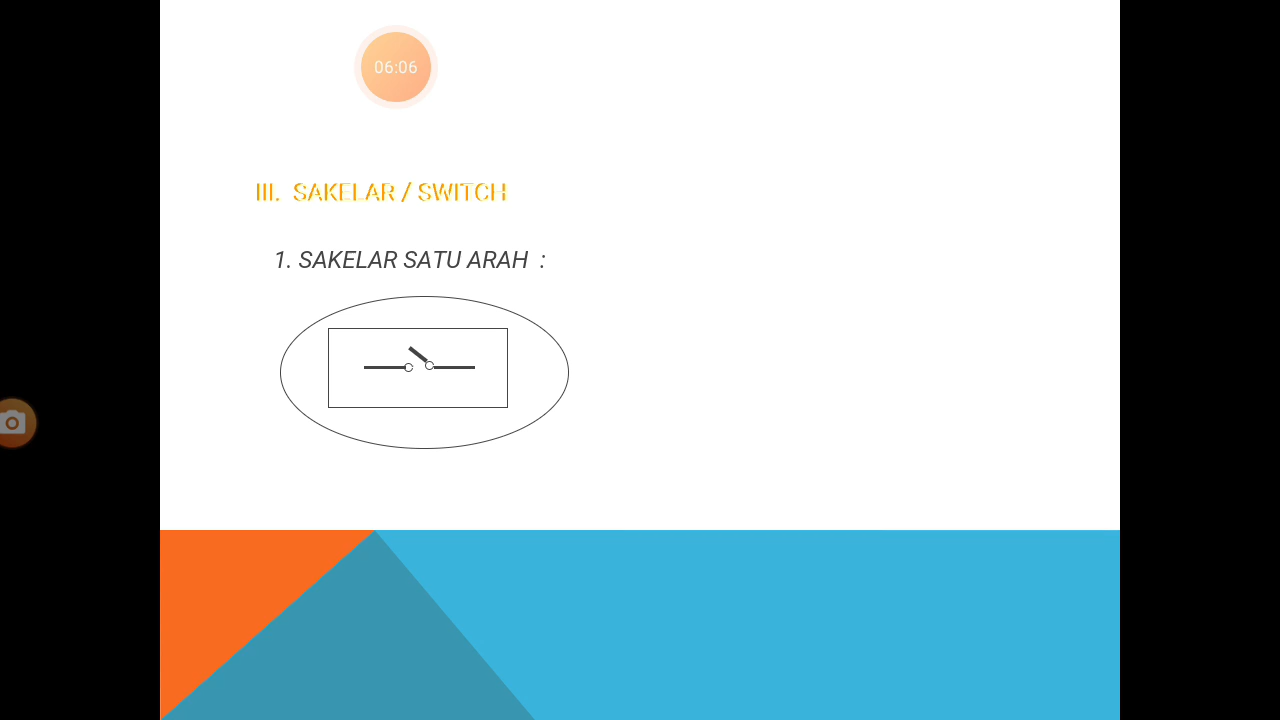 06:06
III. SAKELAR / SWITCH
1. SAKELAR SATU ARAH :